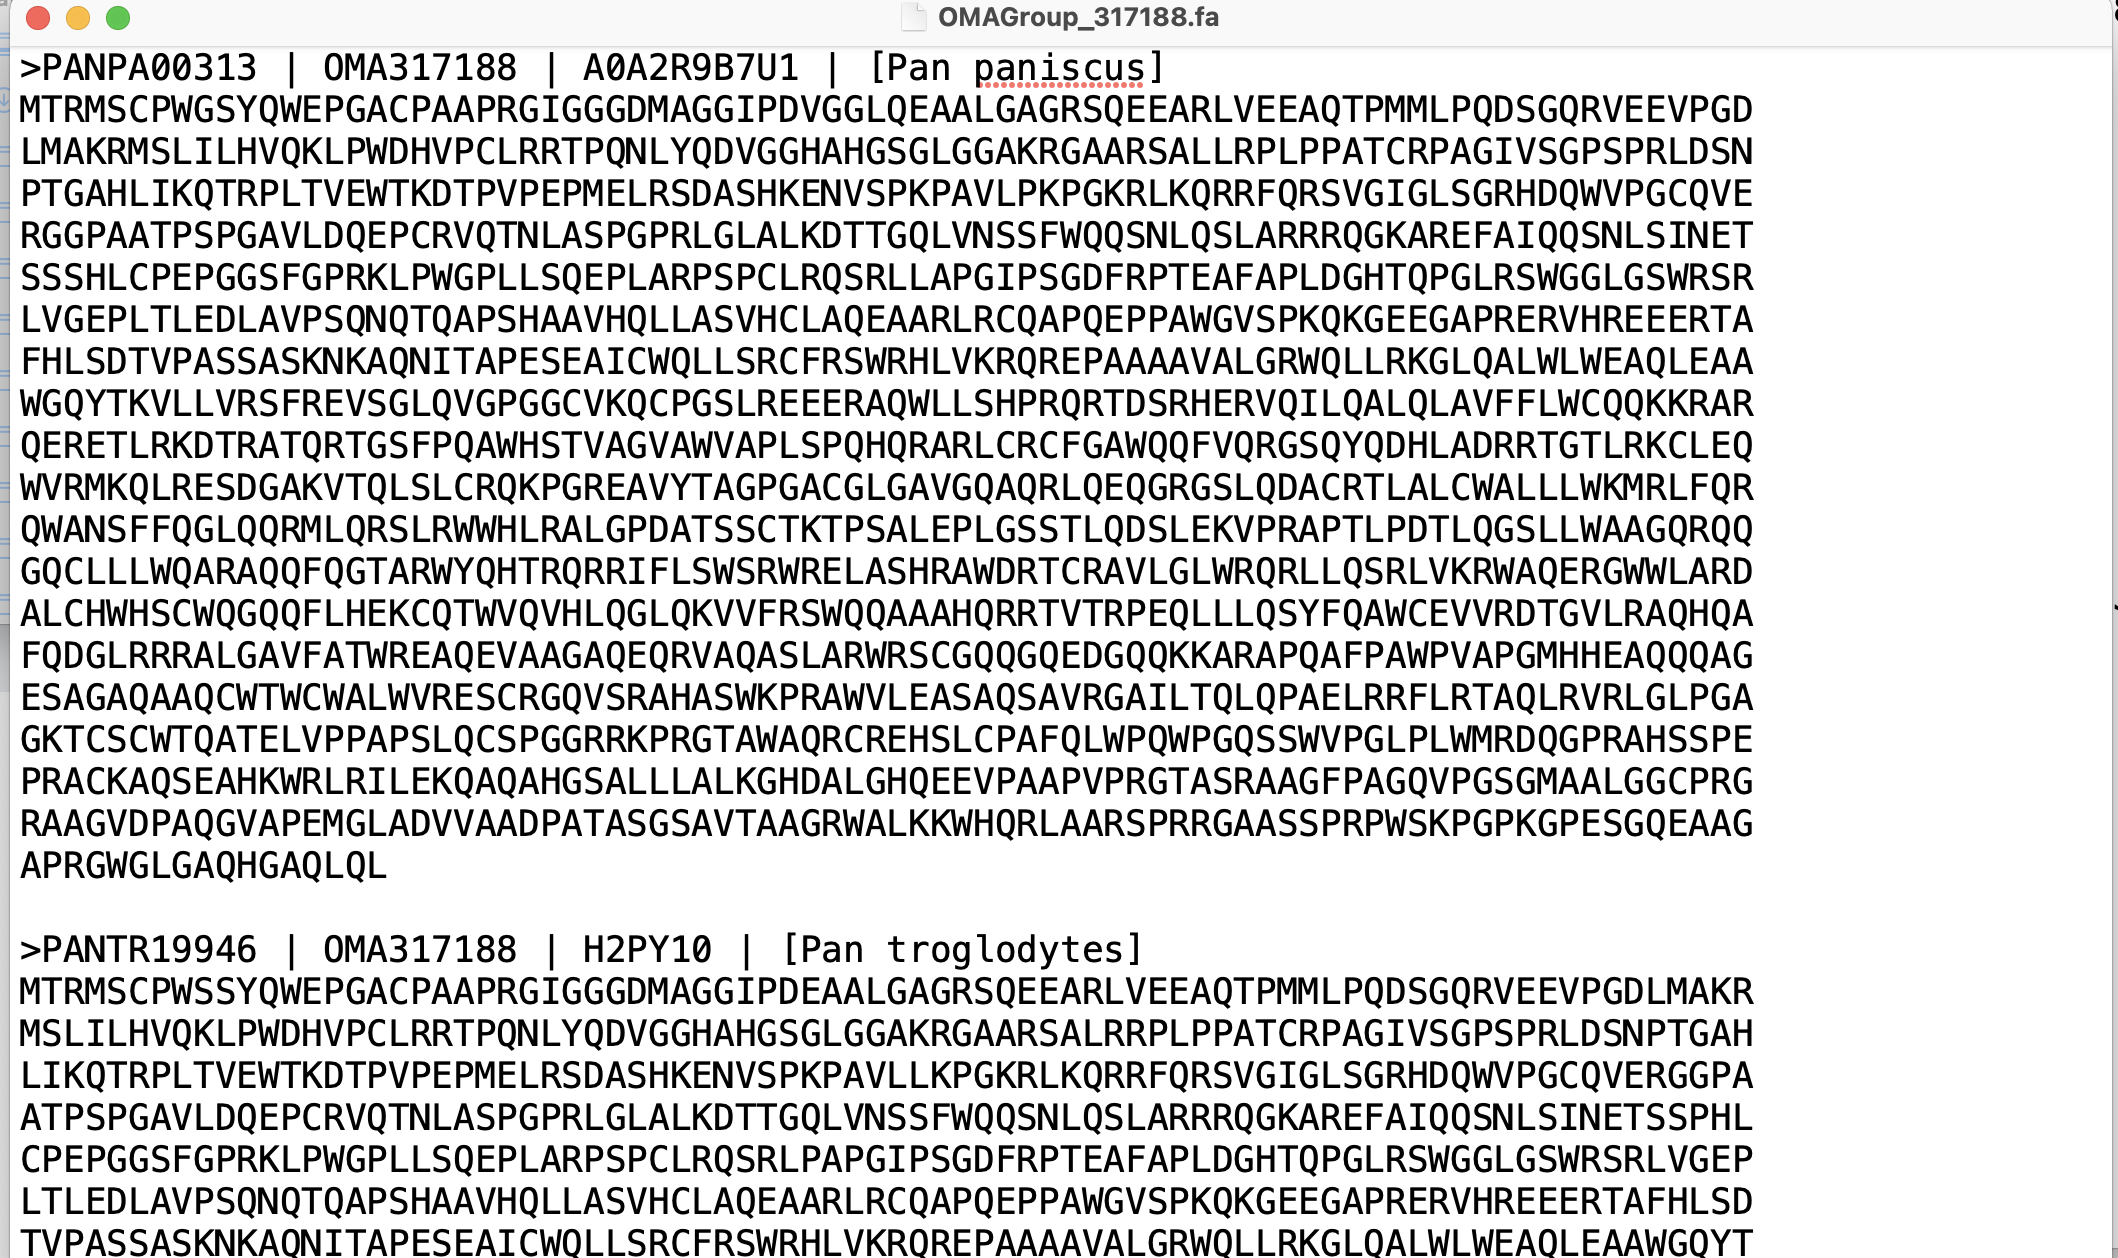 OMAGroup_317188.fa
>PANPA00313 | OMA317188 | A0A2R9B7U1 | [Pan paniscus]
MTRMSCPWGSYQWEPGACPAAPRGIGGGDMAGGIPDVGGLQEAALGAGRSQEEARLVEEAQTPMMLPQDSGQRVEEVPGD
LMAKRMSLILHVQKLPWDHVPCLRRTPQNLYQDVGGHAHGSGLGGAKRGAARSALLRPLPPATCRPAGIVSGPSPRLDSN
PTGAHLIKQTRPLTVEWTKDTPVPEPMELRSDASHKENVSPKPAVLPKPGKRLKQRRFQRSVGIGLSGRHDQWVPGCQVE
RGGPAATPSPGAVLDQEPCRVQTNLASPGPRLGLALKDTTGQLVNSSFWQQSNLQSLARRRQGKAREFAIQQSNLSINET
SSSHLCPEPGGSFGPRKLPWGPLLSQEPLARPSPCLRQSRLLAPGIPSGDFRPTEAFAPLDGHTQPGLRSWGGLGSWRSR
LVGEPLTLEDLAVPSQNQTQAPSHAAVHQLLASVHCLAQEAARLRCQAPQEPPAWGVSPKQKGEEGAPRERVHREEERTA
FHLSDTVPASSASKNKAQNITAPESEAICWQLLSRCFRSWRHLVKRQREPAAAAVALGRWQLLRKGLQALWLWEAQLEAA
WGQYTKVLLVRSFREVSGLQVGPGGCVKQCPGSLREEERAQWLLSHPRQRTDSRHERVQILQALQLAVFFLWCQQKKRAR
QERETLRKDTRATQRTGSFPQAWHSTVAGVAWVAPLSPQHQRARLCRCFGAWQQFVQRGSQYQDHLADRRTGTLRKCLEQ
WVRMKQLRESDGAKVTQLSLCRQKPGREAVYTAGPGACGLGAVGQAQRLQEQGRGSLQDACRTLALCWALLLWKMRLFQR
QWANSFFQGLQQRMLQRSLRWWHLRALGPDATSSCTKTPSALEPLGSSTLQDSLEKVPRAPTLPDTLQGSLLWAAGQRQQ
GQCLLLWQARAQQFQGTARWYQHTRQRRIFLSWSRWRELASHRAWDRTCRAVLGLWRQRLLQSRLVKRWAQERGWWLARD
ALCHWHSCWQGQQFLHEKCQTWVQVHLQGLQKVVFRSWQQAAAHQRRTVTRPEQLLLQSYFQAWCEVVRDTGVLRAQHQA
FQDGLRRRALGAVFATWREAQEVAAGAQEQRVAQASLARWRSCGQQGQEDGQQKKARAPQAFPAWPVAPGMHHEAQQQAG
ESAGAQAAQCWTWCWALWVRESCRGQVSRAHASWKPRAWVLEASAQSAVRGAILTQLQPAELRRFLRTAQLRVRLGLPGA
GKTCSCWTQATELVPPAPSLQCSPGGRRKPRGTAWAQRCREHSLCPAFQLWPQWPGQSSWVPGLPLWMRDQGPRAHSSPE
PRACKAQSEAHKWRLRILEKQAQAHGSALLLALKGHDALGHQEEVPAAPVPRGTASRAAGFPAGQVPGSGMAALGGCPRG
RAAGVDPAQGVAPEMGLADVVAADPATASGSAVTAAGRWALKKWHQRLAARSPRRGAASSPRPWSKPGPKGPESGQEAAG
APRGWGLGAQHGAQLQL
>PANTR19946 | OMA317188 | H2PY10 | [Pan troglodytes]
MTRMSCPWSSYQWEPGACPAAPRGIGGGDMAGGIPDEAALGAGRSQEEARLVEEAQTPMMLPQDSGQRVEEVPGDLMAKR
MSLILHVQKLPWDHVPCLRRTPQNLYQDVGGHAHGSGLGGAKRGAARSALRRPLPPATCRPAGIVSGPSPRLDSNPTGAH
LIKQTRPLTVEWTKDTPVPEPMELRSDASHKENVSPKPAVLLKPGKRLKQRRFQRSVGIGLSGRHDQWVPGCQVERGGPA
ATPSPGAVLDQEPCRVQTNLASPGPRLGLALKDTTGQLVNSSFWQQSNLQSLARRRQGKAREFAIQQSNLSINETSSPHL
CPEPGGSFGPRKLPWGPLLSQEPLARPSPCLRQSRLPAPGIPSGDFRPTEAFAPLDGHTQPGLRSWGGLGSWRSRLVGEP
LTLEDLAVPSQNQTQAPSHAAVHQLLASVHCLAQEAARLRCQAPQEPPAWGVSPKQKGEEGAPRERVHREEERTAFHLSD
TVPASSASKNKAQNITAPESEAICWQLLSRCFRSWRHLVKRQREPAAAAVALGRWQLLRKGLQALWLWEAQLEAAWGQYT